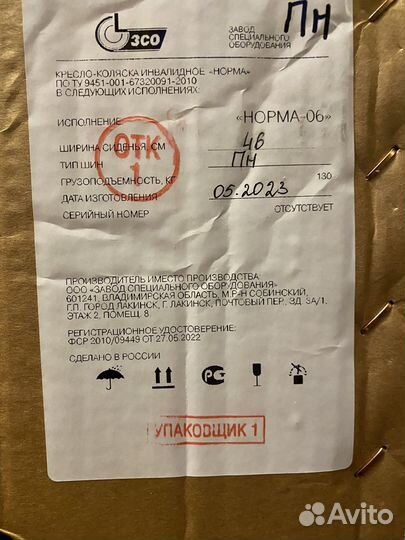 ПН
ЗСО
ЗАВОД
СПЕЦИАЛЬНОГО
ОБОРУДОВАНИЯ
КРЕСЛО-КОЛЯСКА ИНВАЛИДНОЕ «НОРМА»
ПО ТУ 9451-001-67320091-2010
В СЛЕДУЮЩИХ ИСПОЛНЕНИЯХ:
ИСПОЛНЕНИЕ «НОРМА-06»
ШИРИНА СИДЕНЬЯ, СМ 46
ТИП ШИН ПН
ГРУЗОПОДЪЕМНОСТЬ, КГ 130
ДАТА ИЗГОТОВЛЕНИЯ 05.2023
СЕРИЙНЫЙ НОМЕР ОТСУТСТВУЕТ
ОТК
1
ПРОИЗВОДИТЕЛЬ ИМЕСТО ПРОИЗВОДСТВА:
ООО «ЗАВОД СПЕЦИАЛЬНОГО ОБОРУДОВАНИЯ»
601241, ВЛАДИМИРСКАЯ ОБЛАСТЬ, М.Р-Н СОБИНСКИЙ,
Г.П. ГОРОД ЛАКИНСК, Г. ЛАКИНСК, ПОЧТОВЫЙ ПЕР, ЗД. 3А/1,
ЭТАЖ 2, ПОМЕЩ. 8
РЕГИСТРАЦИОННОЕ УДОСТОВЕРЕНИЕ:
ФСР 2010/09449 ОТ 27.05.2022
СДЕЛАНО В РОССИИ
УПАКОВЩИК 1
Avito